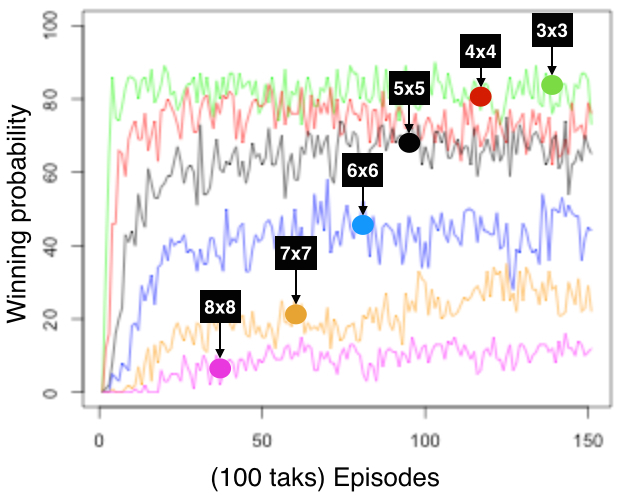 3x3
4x4
5x5
6x6
7x7
8x8
Winning probability
100
80
60
40
20
0
0 50 100 150
(100 taks) Episodes